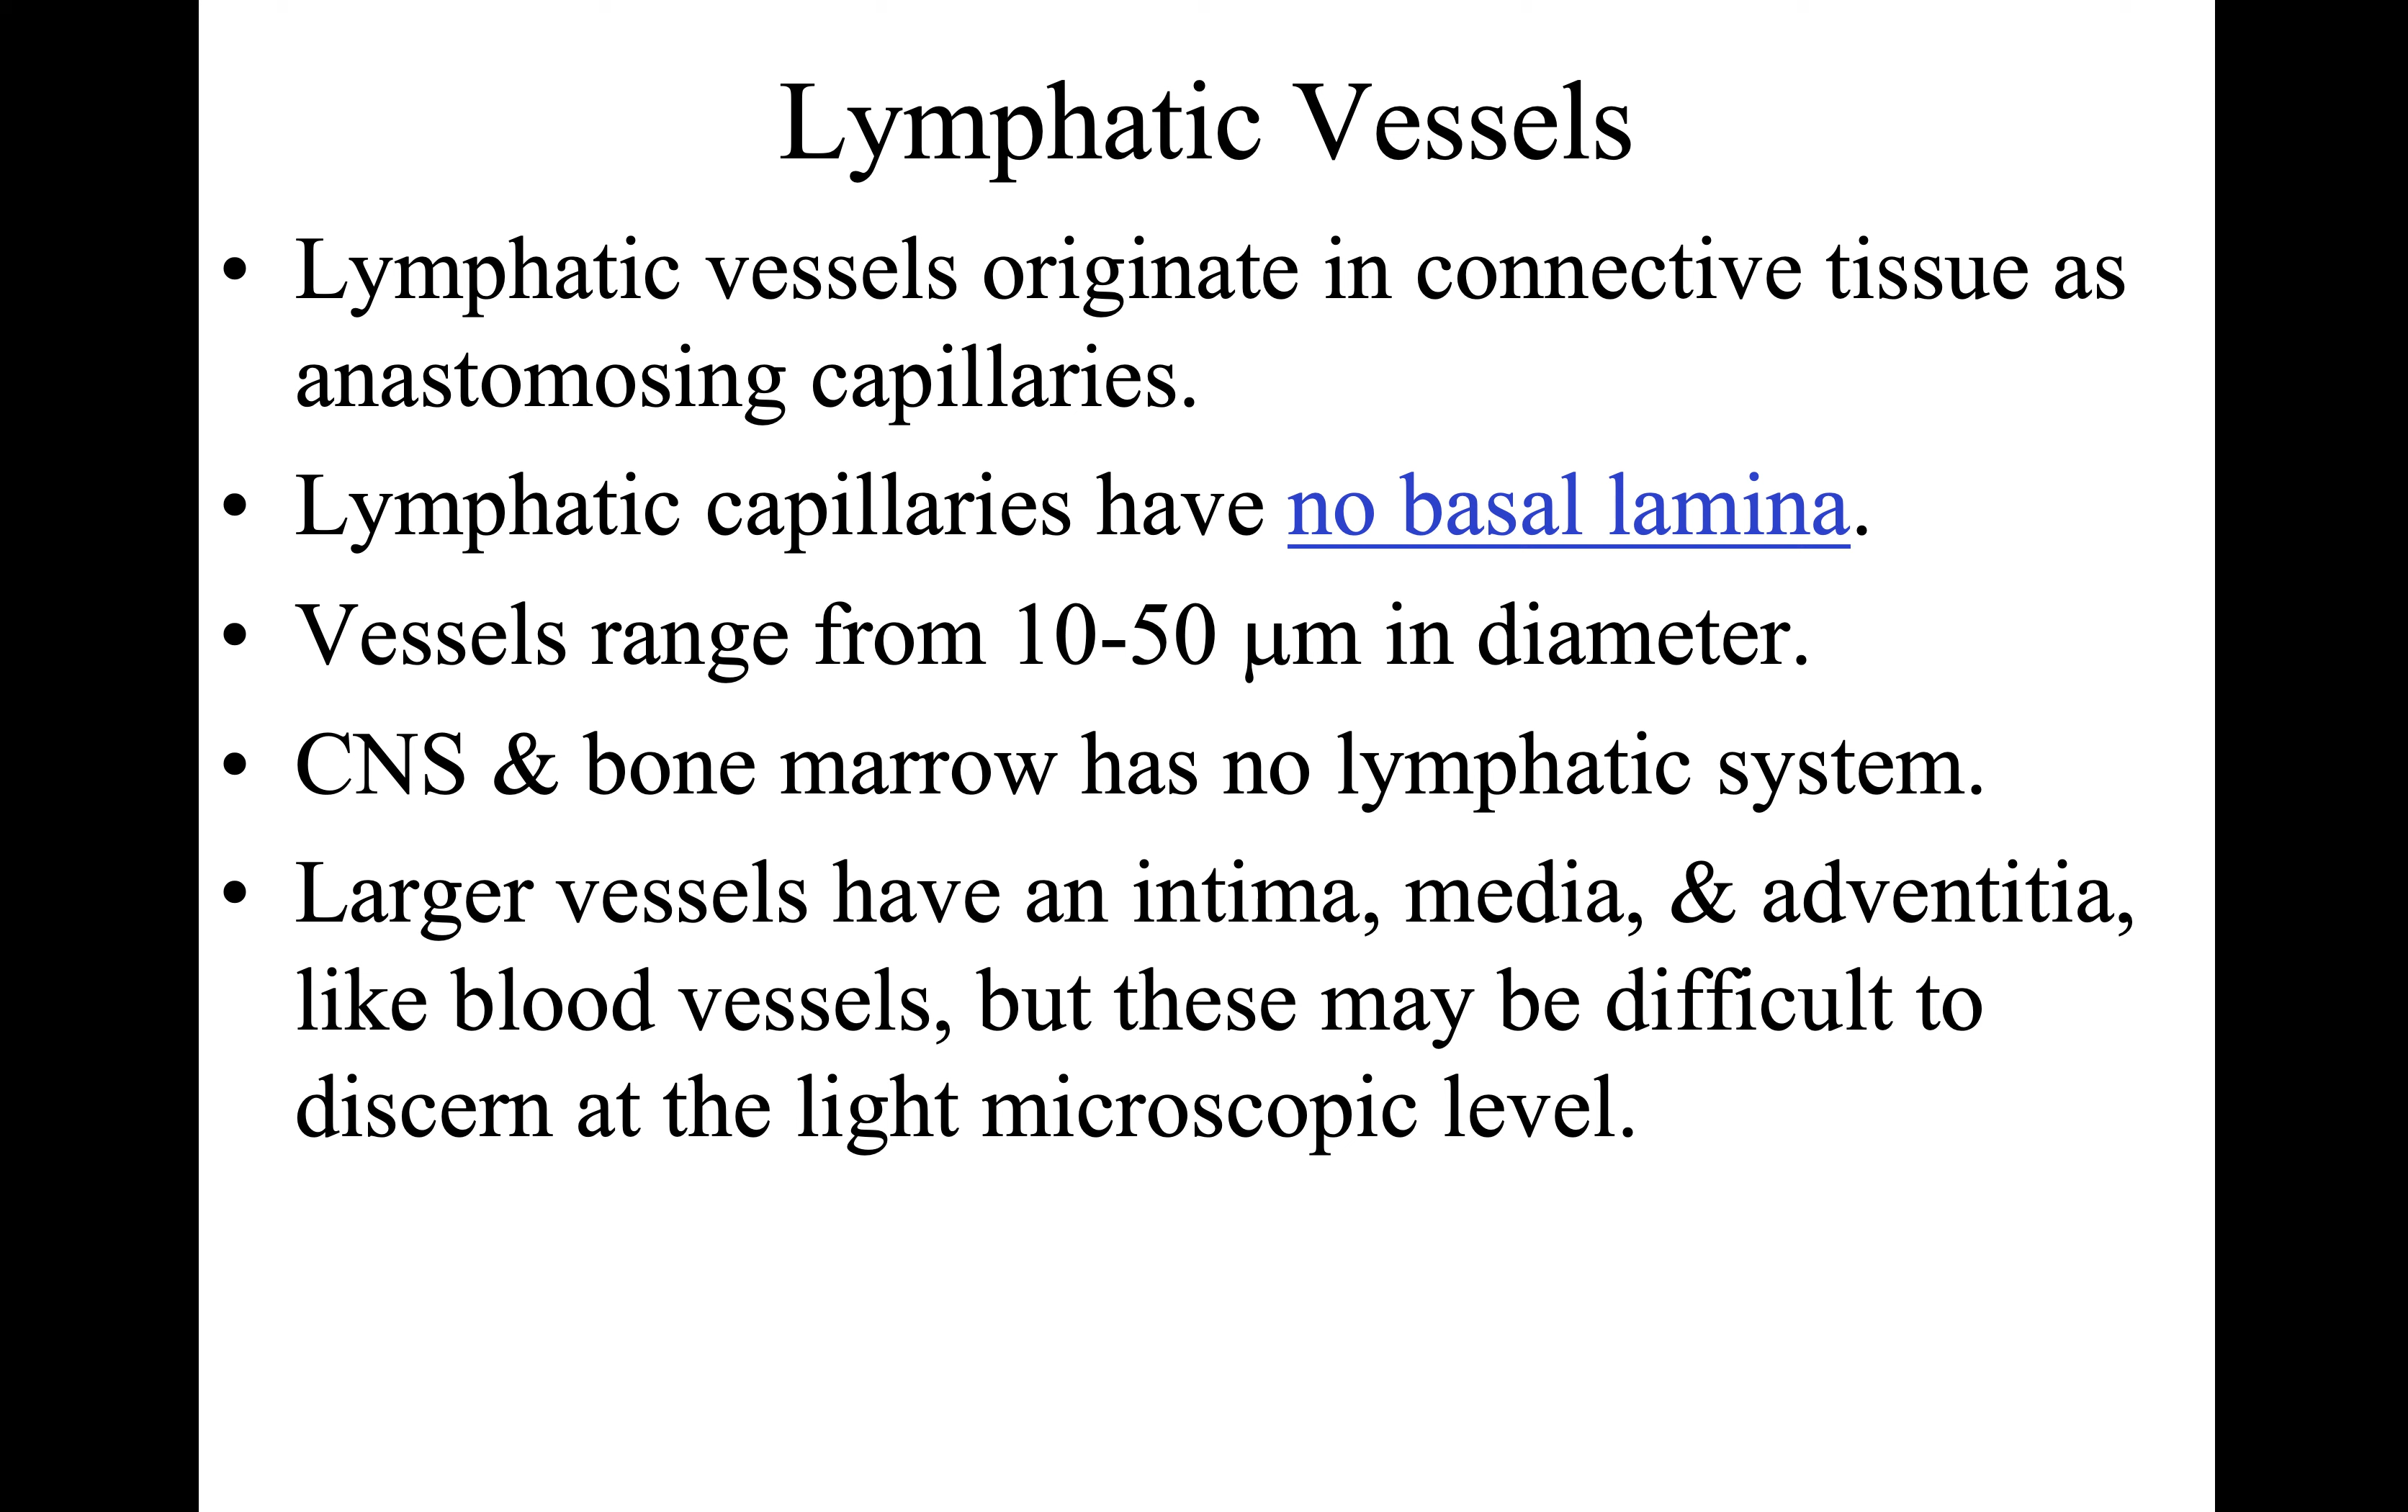 Lymphatic Vessels
• Lymphatic vessels originate in connective tissue as
anastomosing capillaries.
• Lymphatic capillaries have no basal lamina.
• Vessels range from 10-50 μm in diameter.
• CNS & bone marrow has no lymphatic system.
• Larger vessels have an intima, media, & adventitia,
like blood vessels, but these may be difficult to
discern at the light microscopic level.